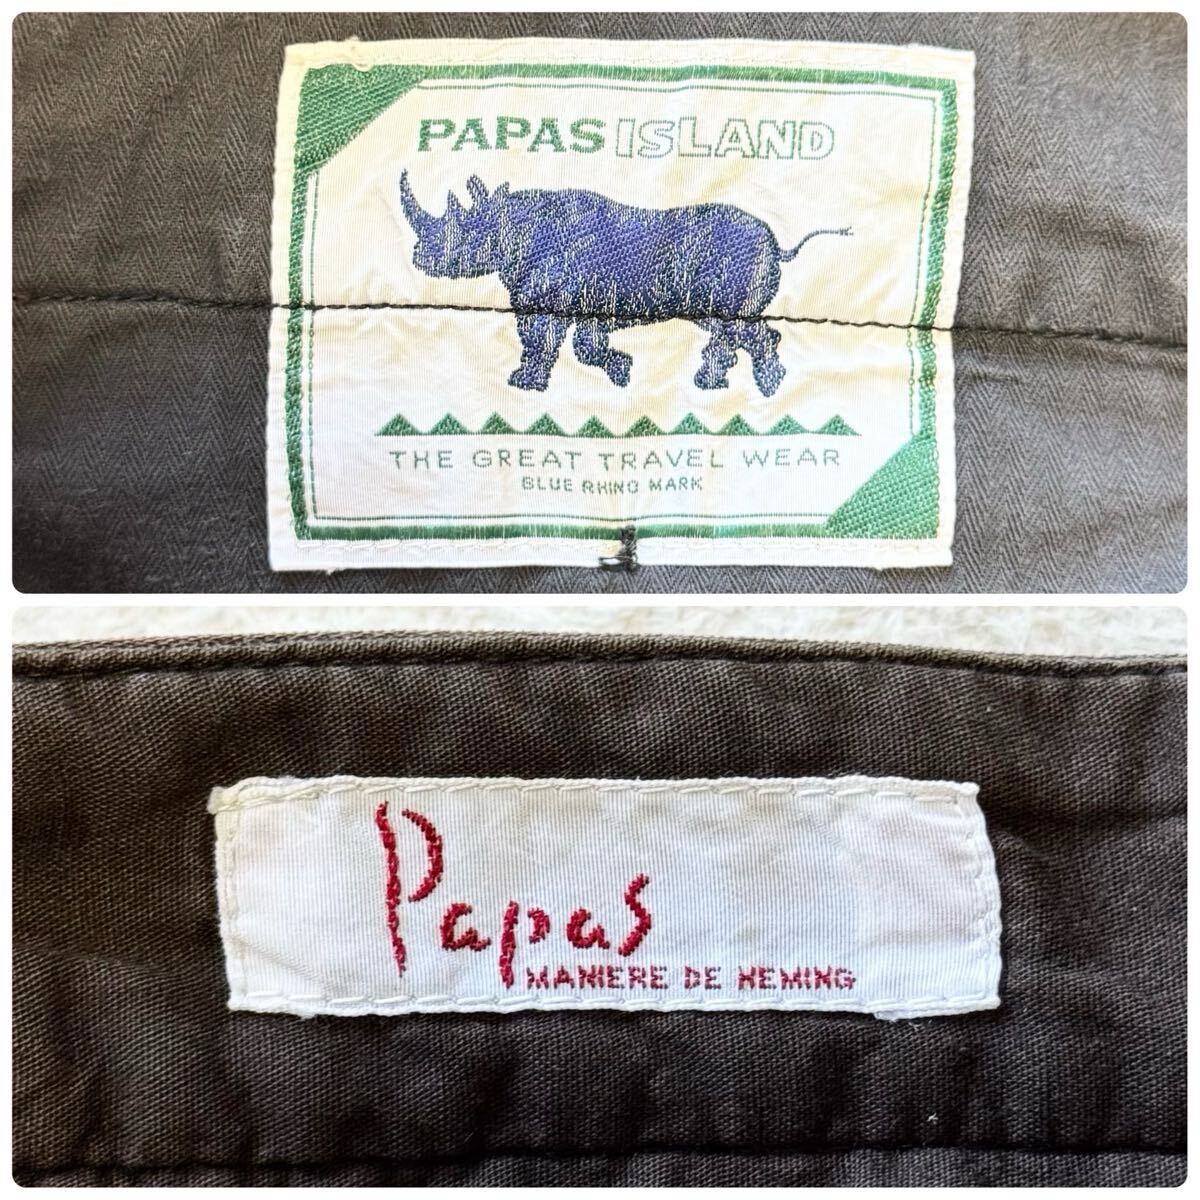 PAPAS ISLAND
THE GREAT TRAVEL WEAR
BLUE RHINO MARK
Papas
MANIERE DE HEMING